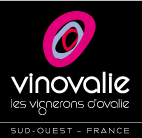 vinovalie
les vignerons d'ovalie
SUD-OUEST - FRANCE